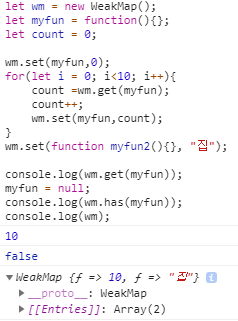 let wm = new WeakMap();
let myfun = function(){};
let count = 0;
wm.set(myfun,0);
for(let i = 0; i<10; i++){
count =wm.get(myfun);
count++;
wm.set(myfun,count);
}
wm.set(function myfun2(){}, "집");
console.log(wm.get(myfun));
myfun = null;
console.log(wm.has(myfun));
console.log(wm);
10
false
▼WeakMap {ƒ => 10, ƒ => "집"} i
▶__proto__: WeakMap
▶[[Entries]]: Array(2)